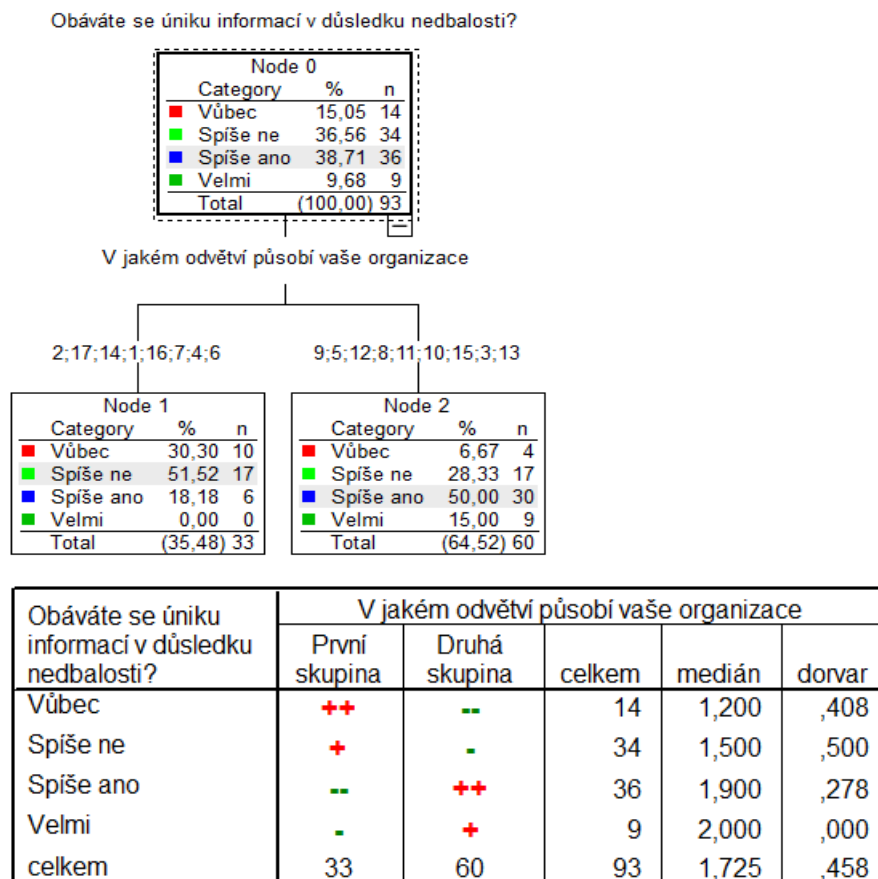 Obáváte se úniku informací v důsledku nedbalosti?
Node 0
Category % n
Vůbec 15,05 14
Spíše ne 36,56 34
Spíše ano 38,71 36
Velmi 9,68 9
Total (100,00) 93
V jakém odvětví působí vaše organizace
2;17;14;1;16;7;4;6
9;5;12;8;11;10;15;3;13
Node 1
Category % n
Vůbec 30,30 10
Spíše ne 51,52 17
Spíše ano 18,18 6
Velmi 0,00 0
Total (35,48) 33
Node 2
Category % n
Vůbec 6,67 4
Spíše ne 28,33 17
Spíše ano 50,00 30
Velmi 15,00 9
Total (64,52) 60
Obáváte se úniku
informací v důsledku
nedbalosti?
V jakém odvětví působí vaše organizace
První
skupina
Druhá
skupina
celkem medián dorvar
Vůbec ++ -- 14 1,200 ,408
Spíše ne + - 34 1,500 ,500
Spíše ano -- ++ 36 1,900 ,278
Velmi - + 9 2,000 ,000
celkem 33 60 93 1,725 ,458